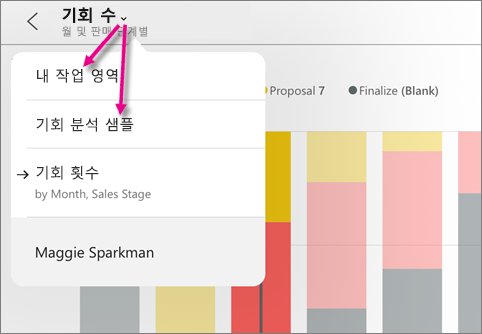 기회 수
월 및 판매 단계별
내 작업 영역
기회 분석 샘플
Proposal 7
Finalize (Blank)
기회 횟수
by Month, Sales Stage
Maggie Sparkman